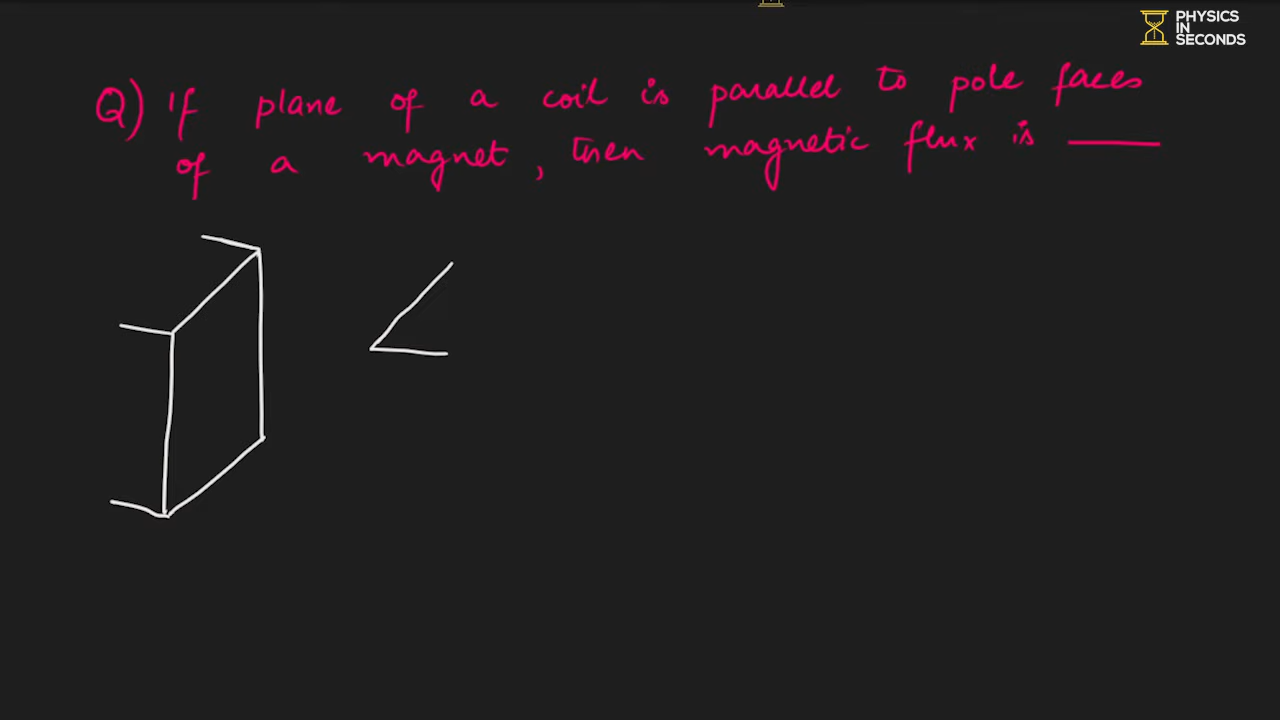 PHYSICS
IN
SECONDS
Q) If plane of a coil is parallel to pole faces
of a magnet, then magnetic flux is ____